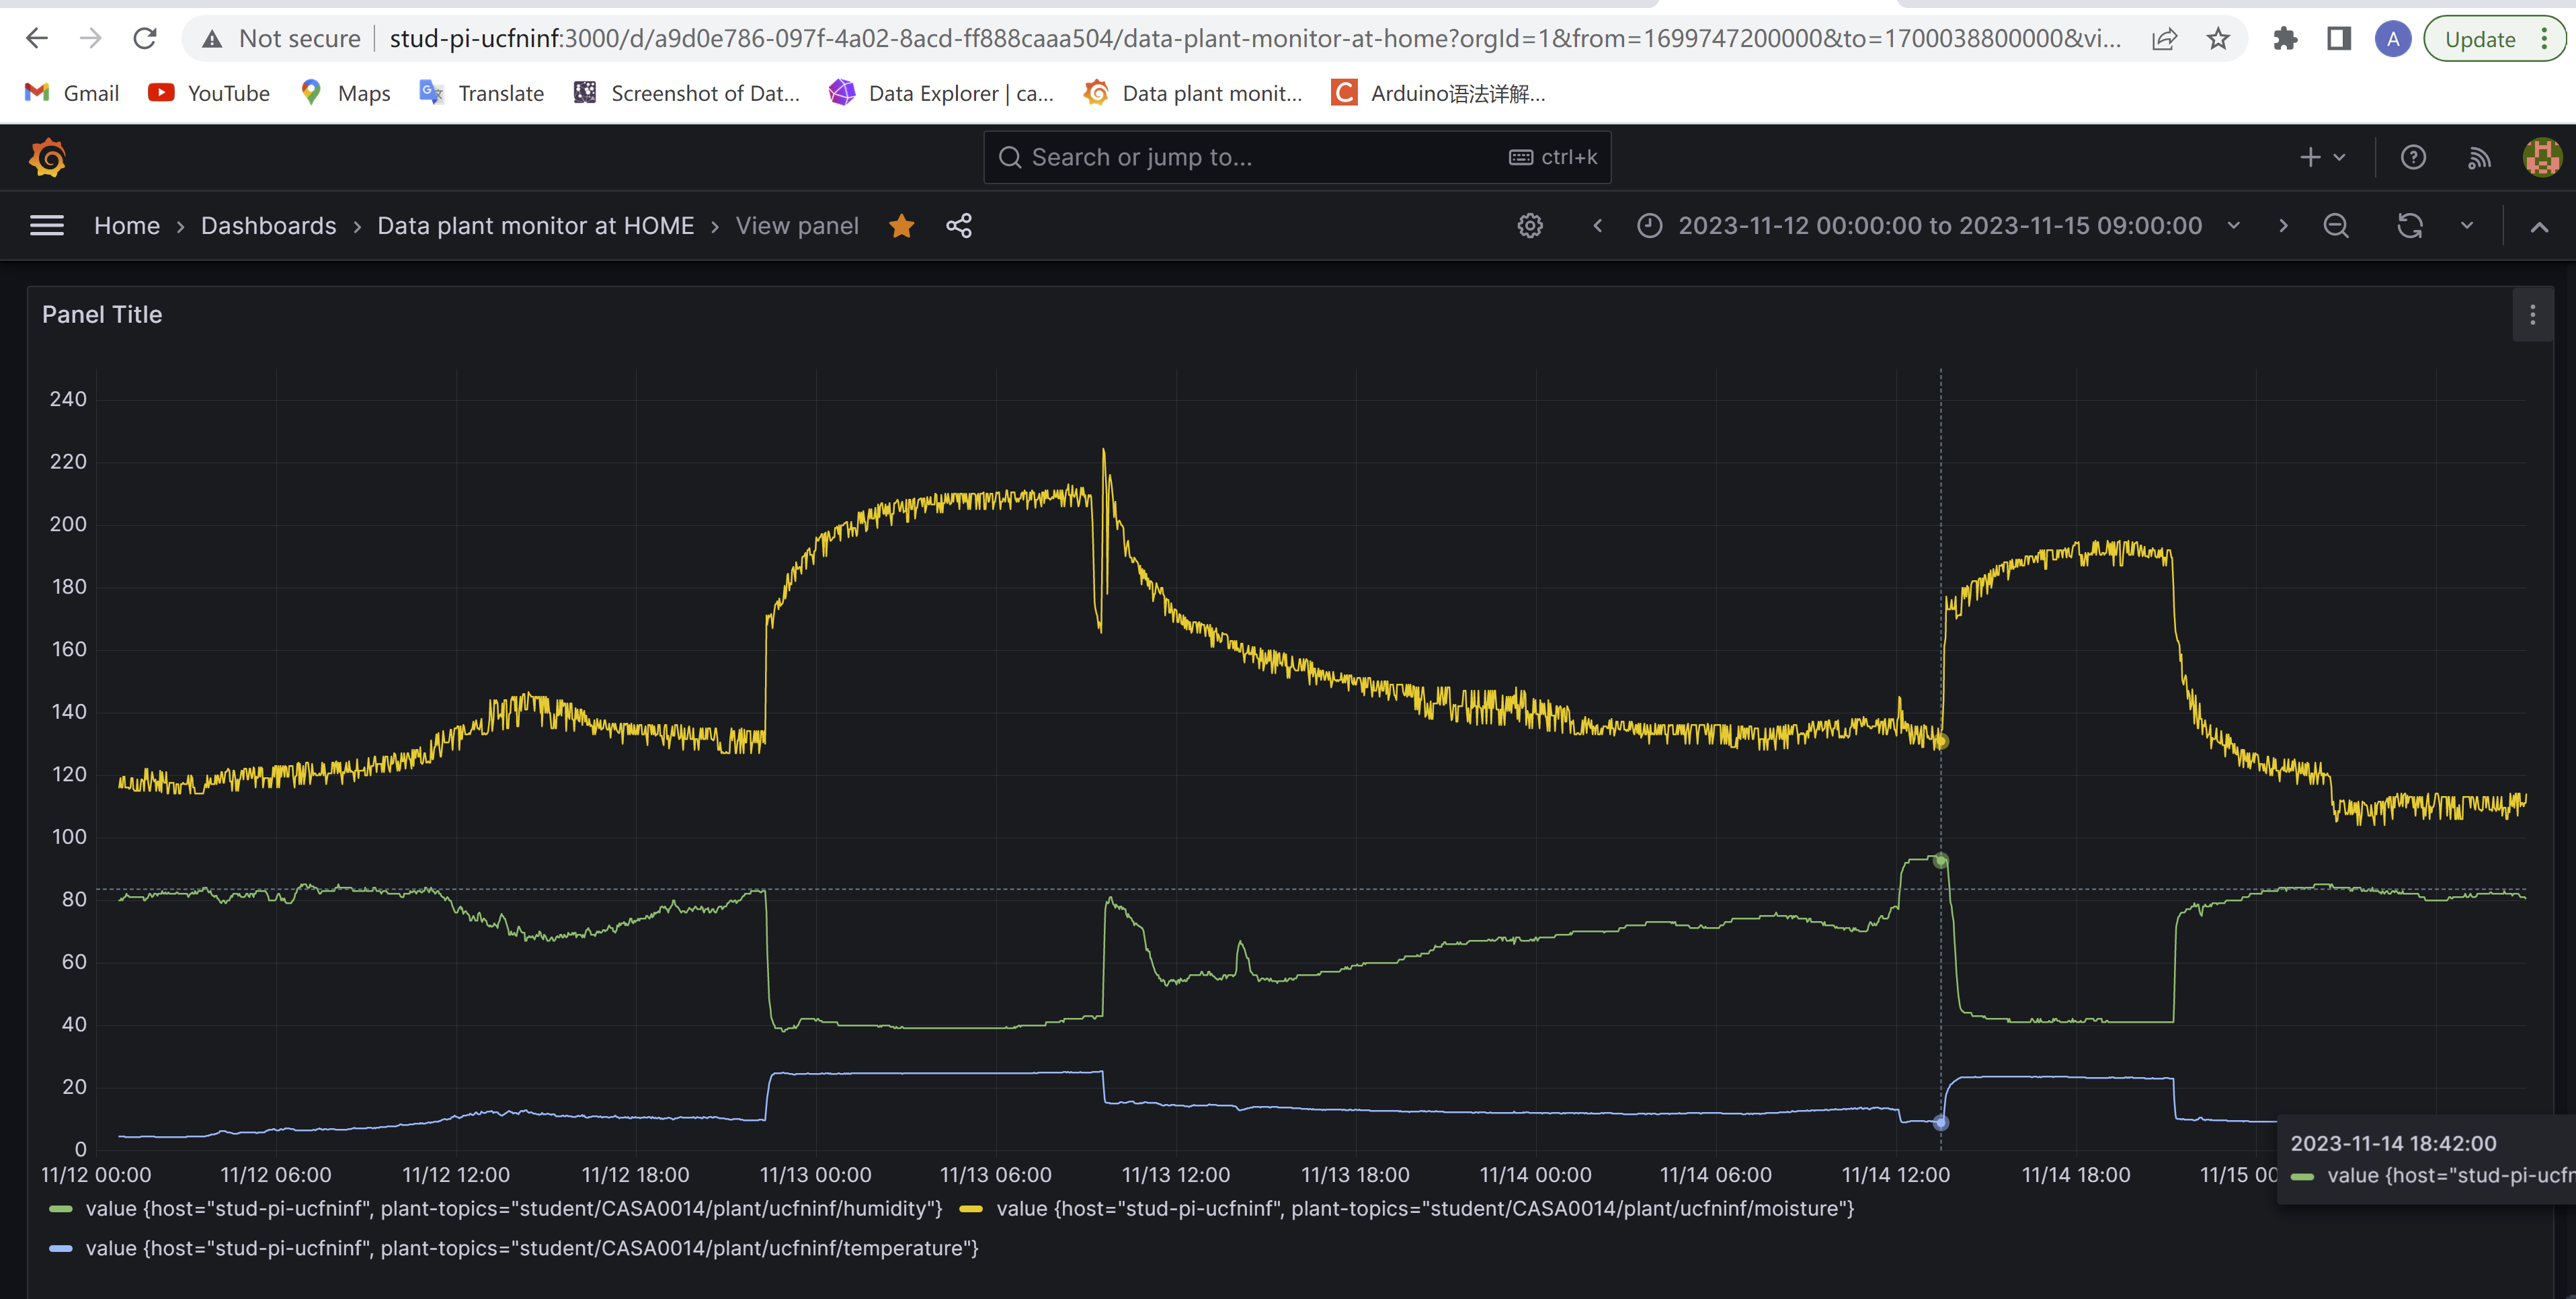 Not secure
stud-pi-ucfninf:3000/d/a9d0e786-097f-4a02-8acd-ff888caaa504/data-plant-monitor-at-home?orgId=1&from=1699747200000&to=1700038800000&vi...
A
Update
Gmail
YouTube
Maps
Translate
Screenshot of Dat...
Data Explorer | ca...
Data plant monit...
C
Arduino语法详解...
Search or jump to...
ctrl+k
Home › Dashboards › Data plant monitor at HOME › View panel
2023-11-12 00:00:00 to 2023-11-15 09:00:00
Panel Title
240
220
200
180
160
140
120
100
80
60
40
20
0
11/12 00:00
11/12 06:00
11/12 12:00
11/12 18:00
11/13 00:00
11/13 06:00
11/13 12:00
11/13 18:00
11/14 00:00
11/14 06:00
11/14 12:00
11/14 18:00
11/15 00
2023-11-14 18:42:00
value {host="stud-pi-ucfn
value {host="stud-pi-ucfninf", plant-topics="student/CASA0014/plant/ucfninf/humidity"}
value {host="stud-pi-ucfninf", plant-topics="student/CASA0014/plant/ucfninf/moisture"}
value {host="stud-pi-ucfninf", plant-topics="student/CASA0014/plant/ucfninf/temperature"}